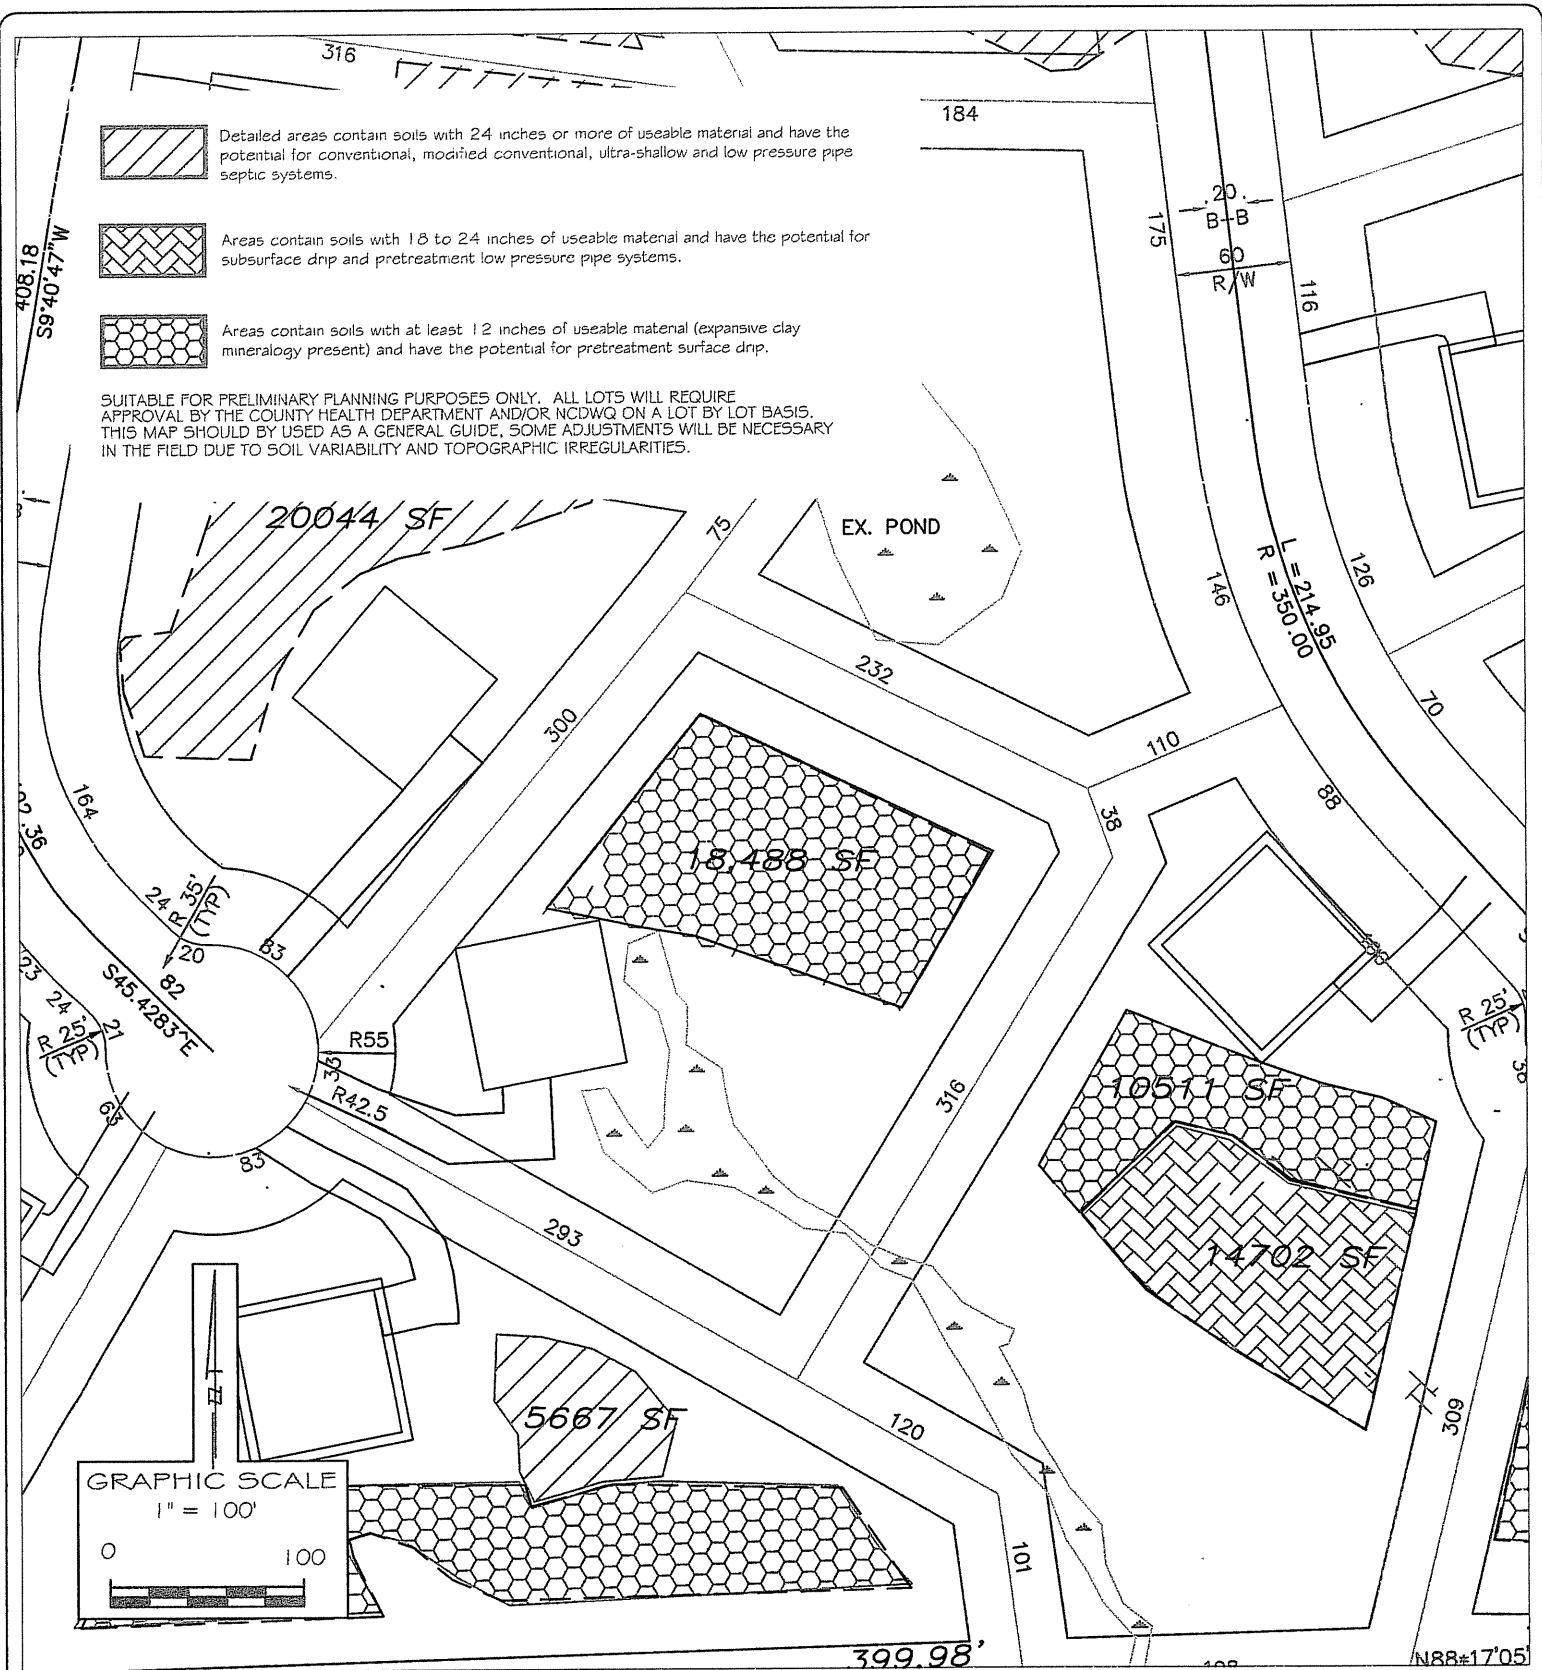 316
184
Detailed areas contain soils with 24 inches or more of useable material and have the
potential for conventional, modified conventional, ultra-shallow and low pressure pipe
septic systems.
Areas contain soils with 18 to 24 inches of useable material and have the potential for
subsurface drip and pretreatment low pressure pipe systems.
Areas contain soils with at least 12 inches of useable material (expansive clay
mineralogy present) and have the potential for pretreatment surface drip.
SUITABLE FOR PRELIMINARY PLANNING PURPOSES ONLY. ALL LOTS WILL REQUIRE
APPROVAL BY THE COUNTY HEALTH DEPARTMENT AND/OR NCDWQ ON A LOT BY LOT BASIS.
THIS MAP SHOULD BY USED AS A GENERAL GUIDE, SOME ADJUSTMENTS WILL BE NECESSARY
IN THE FIELD DUE TO SOIL VARIABILITY AND TOPOGRAPHIC IRREGULARITIES.
408.18
S9°40'47"W
20
B-B
60
R/W
175
116
20044 SF
75
EX. POND
146
L = 214.95
R = 350.00
126
232
70
300
110
164
88
38
18,488 SF
24
R 35'
(TYP)
20
83
82
S45.4283^E
23
24
R 25'
(TYP)
21
R55
33
R42.5
63
83
316
R 25'
(TYP)
10511 SF
293
14702 SF
5667 SF
120
309
GRAPHIC SCALE
1" = 100'
0 100
101
399.98'
N88*17'05